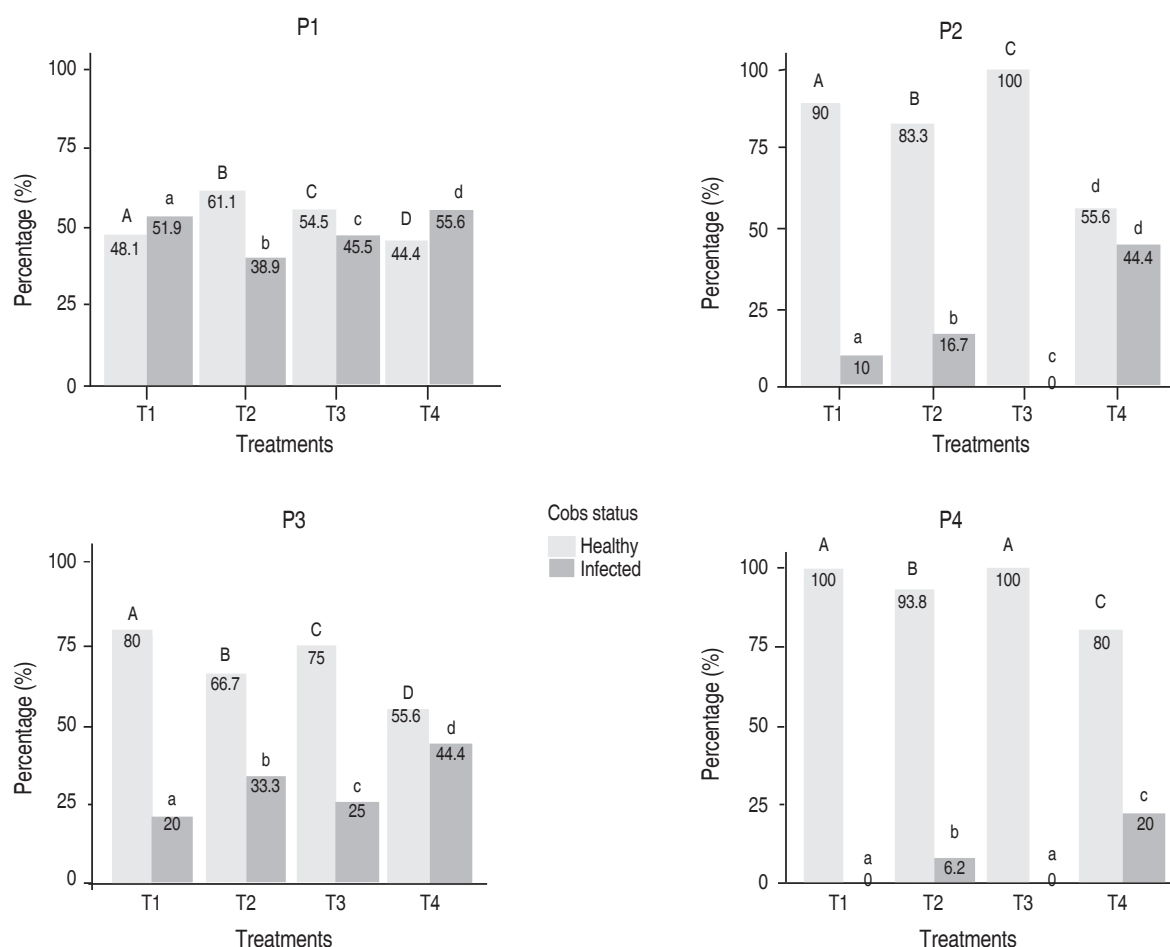 P1
100
75
50
25
0
Percentage (%)
A
a
B
b
C
c
D
d
48.1
51.9
61.1
38.9
54.5
45.5
44.4
55.6
T1 T2 T3 T4
Treatments
P2
100
75
50
25
0
Percentage (%)
A
a
B
b
C
c
d
d
90
10
83.3
16.7
100
0
55.6
44.4
T1 T2 T3 T4
Treatments
P3
100
75
50
25
0
Percentage (%)
A
a
B
b
C
c
D
d
80
20
66.7
33.3
75
25
55.6
44.4
T1 T2 T3 T4
Treatments
Cobs status
Healthy
Infected
P4
100
75
50
25
0
Percentage (%)
A
a
B
b
A
a
C
c
100
0
93.8
6.2
100
0
80
20
T1 T2 T3 T4
Treatments